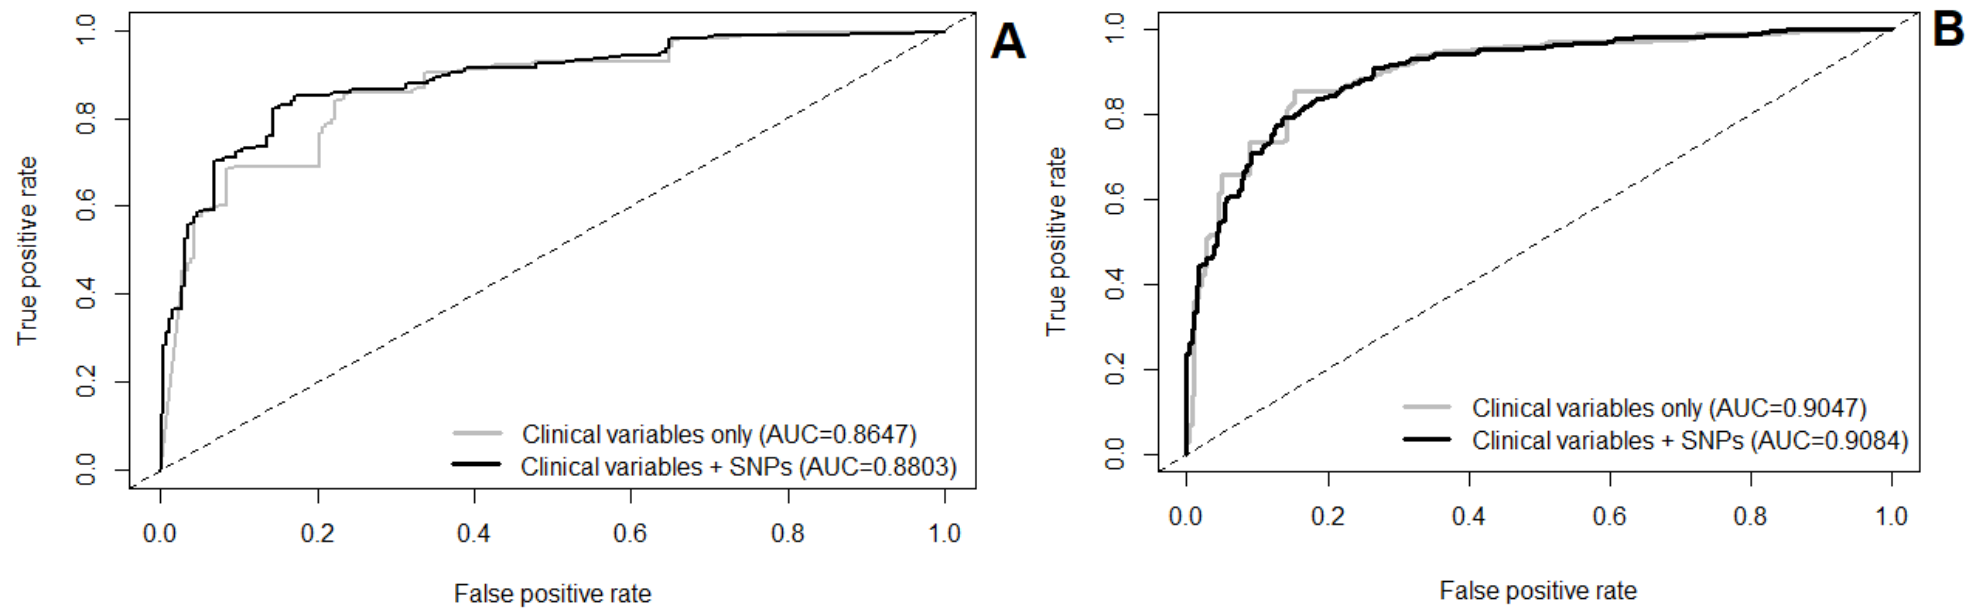 A
True positive rate
1.0
0.8
0.6
0.4
0.2
0.0
Clinical variables only (AUC=0.8647)
Clinical variables + SNPs (AUC=0.8803)
0.0 0.2 0.4 0.6 0.8 1.0
False positive rate
B
True positive rate
1.0
0.8
0.6
0.4
0.2
0.0
Clinical variables only (AUC=0.9047)
Clinical variables + SNPs (AUC=0.9084)
0.0 0.2 0.4 0.6 0.8 1.0
False positive rate